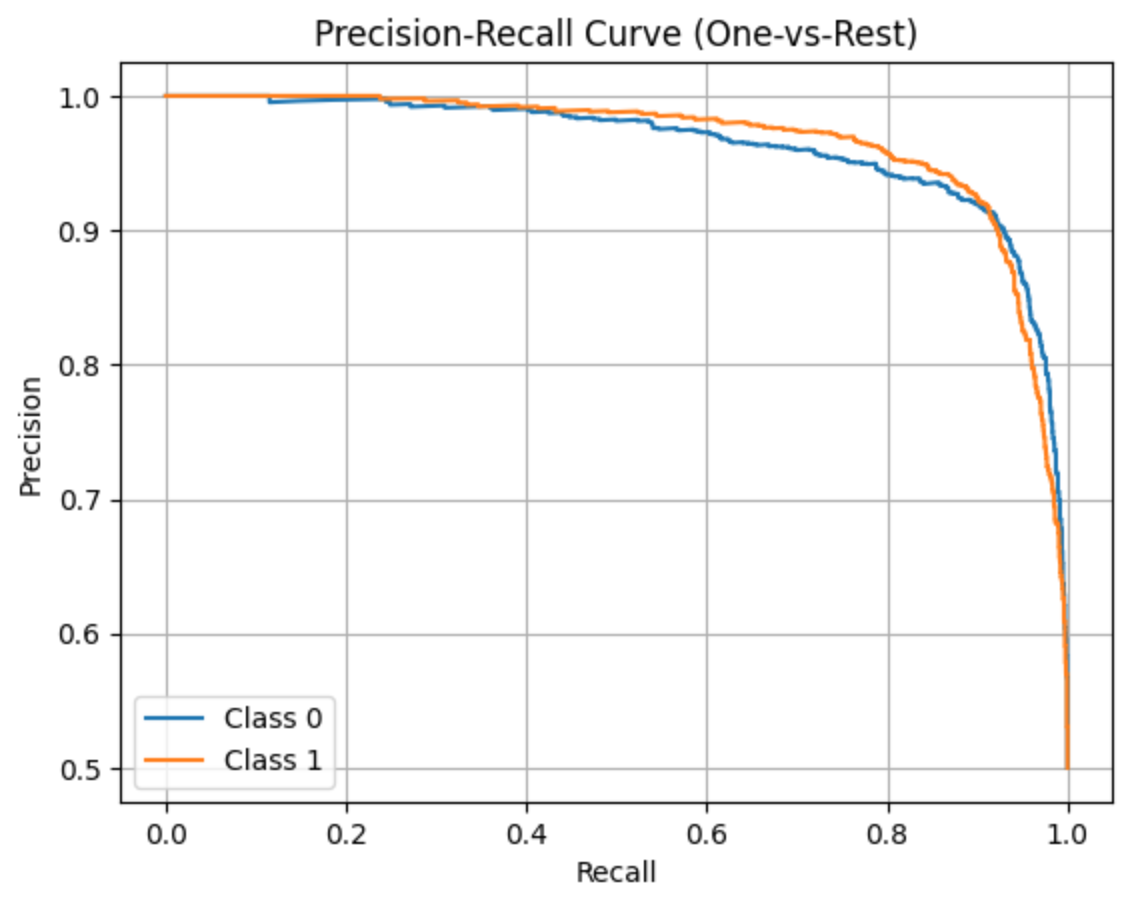 Precision-Recall Curve (One-vs-Rest)
1.0
0.9
0.8
0.7
0.6
0.5
Precision
Class 0
Class 1
0.0 0.2 0.4 0.6 0.8 1.0
Recall